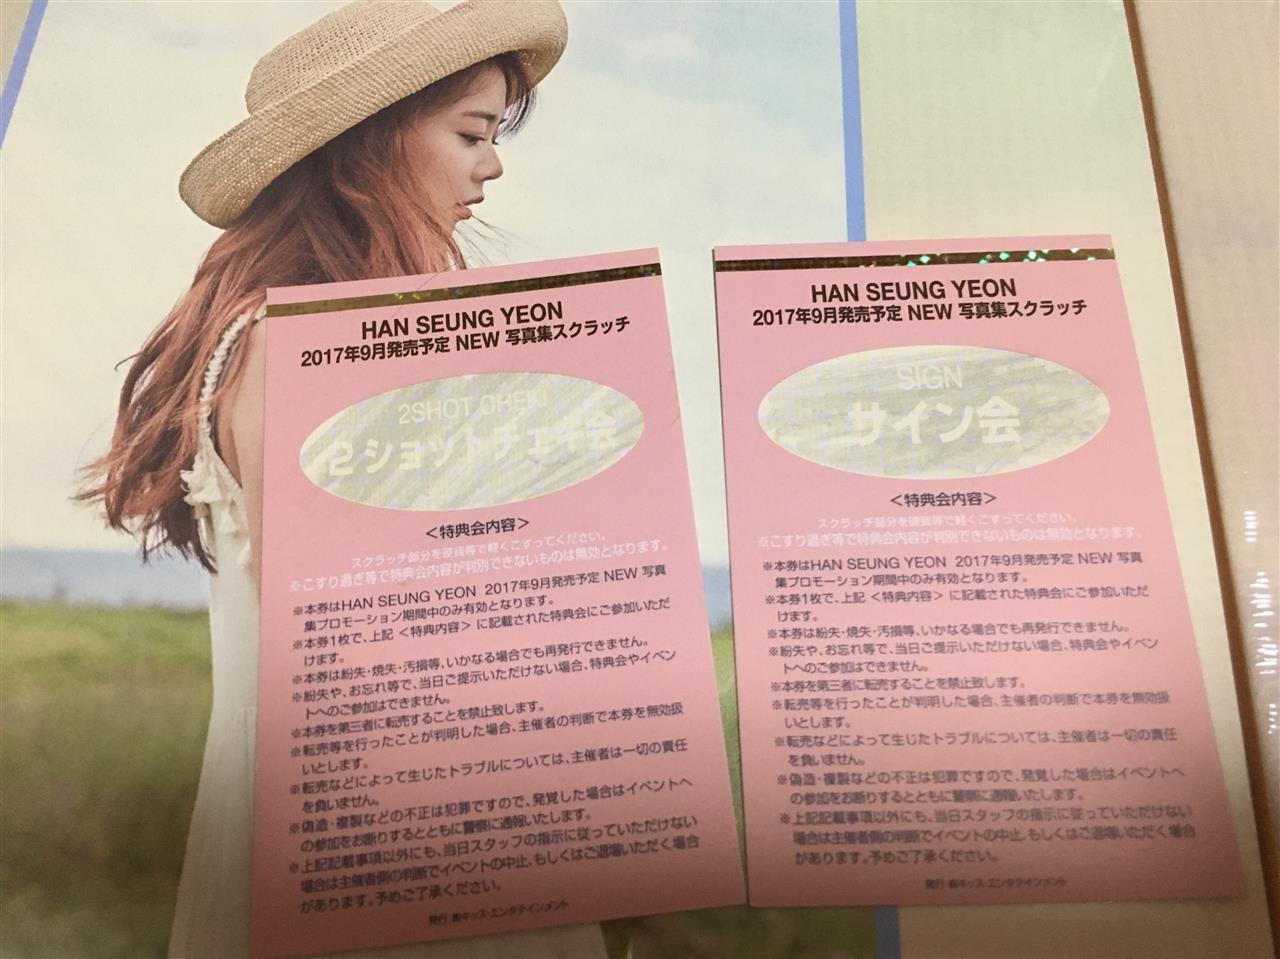 HAN SEUNG YEON
2017年9月発売予定 NEW 写真集スクラッチ
2SHOT CHEKI
2ショットチェキ会
＜特典会内容＞
スクラッチ部分を硬貨等で軽くこすってください。
※こすり過ぎ等で特典会内容が判別できないものは無効となります。
※本券はHAN SEUNG YEON 2017年9月発売予定 NEW 写真
集プロモーション期間中のみ有効となります。
※本券1枚で、上記＜特典内容＞に記載された特典会にご参加いただ
けます。
※本券は紛失・焼失・汚損等、いかなる場合でも再発行できません。
※紛失や、お忘れ等で、当日ご提示いただけない場合、特典会やイベン
トへのご参加はできません。
※本券を第三者に転売することを禁止致します。
※転売等を行ったことが判明した場合、主催者の判断で本券を無効扱
いとします。
※転売などによって生じたトラブルについては、主催者は一切の責任
を負いません。
※偽造・複製などの不正は犯罪ですので、発覚した場合はイベントへ
の参加をお断りするとともに警察に通報いたします。
※上記記載事項以外にも、当日スタッフの指示に従っていただけない
場合は主催者側の判断でイベントの中止、もしくはご退場いただく場合
があります。予めご了承ください。
発行 ㈱キッス・エンタテインメント
HAN SEUNG YEON
2017年9月発売予定 NEW 写真集スクラッチ
SIGN
サイン会
＜特典会内容＞
スクラッチ部分を硬貨等で軽くこすってください。
※こすり過ぎ等で特典会内容が判別できないものは無効となります。
※本券はHAN SEUNG YEON 2017年9月発売予定 NEW 写真
集プロモーション期間中のみ有効となります。
※本券1枚で、上記＜特典内容＞に記載された特典会にご参加いただ
けます。
※本券は紛失・焼失・汚損等、いかなる場合でも再発行できません。
※紛失や、お忘れ等で、当日ご提示いただけない場合、特典会やイベン
トへのご参加はできません。
※本券を第三者に転売することを禁止致します。
※転売等を行ったことが判明した場合、主催者の判断で本券を無効扱
いとします。
※転売などによって生じたトラブルについては、主催者は一切の責任
を負いません。
※偽造・複製などの不正は犯罪ですので、発覚した場合はイベントへ
の参加をお断りするとともに警察に通報いたします。
※上記記載事項以外にも、当日スタッフの指示に従っていただけない
場合は主催者側の判断でイベントの中止、もしくはご退場いただく場合
があります。予めご了承ください。
発行 ㈱キッス・エンタテインメント